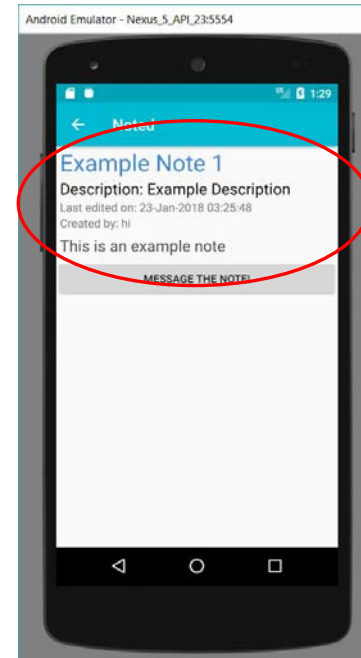 Android Emulator - Nexus_5_API_23:5554
1:29
Noted
Example Note 1
Description: Example Description
Last edited on: 23-Jan-2018 03:25:48
Created by: hi
This is an example note
MESSAGE THE NOTE!